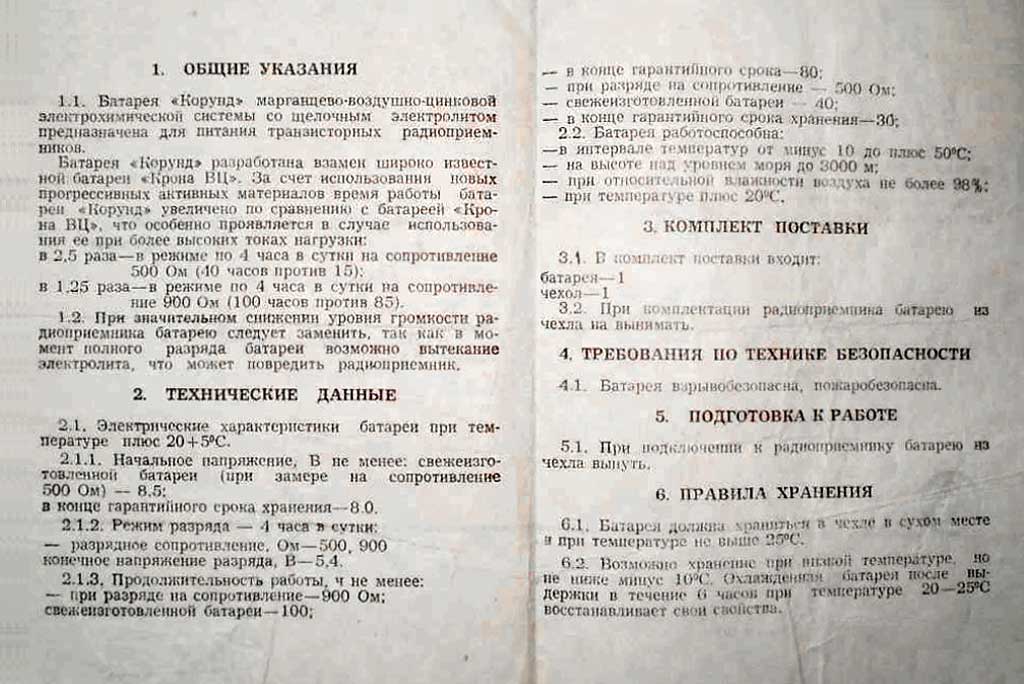 1. ОБЩИЕ УКАЗАНИЯ
1.1. Батарея «Корунд» марганцево-воздушно-цинковой
электрохимической системы со щелочным электролитом
предназначена для питания транзисторных радиоприем-
ников.
Батарея «Корунд» разработана взамен широко извест-
ной батареи «Крона ВЦ». За счет использования новых
прогрессивных активных материалов время работы бата-
реи «Корунд» увеличено по сравнению с батареей «Кро-
на ВЦ», что особенно проявляется в случае использова-
ния ее при более высоких токах нагрузки:
в 2,5 раза—в режиме по 4 часа в сутки на сопротивление
500 Ом (40 часов против 15);
в 1,25 раза—в режиме по 4 часа в сутки на сопротивле-
ние 900 Ом (100 часов против 85).
1.2. При значительном снижении уровня громкости ра-
диоприемника батарею следует заменить, так как в мо-
мент полного разряда батареи возможно вытекание
электролита, что может повредить радиоприемник.
2. ТЕХНИЧЕСКИЕ ДАННЫЕ
2.1. Электрические характеристики батареи при тем-
пературе плюс 20+5°С.
2.1.1. Начальное напряжение, В не менее: свежеизго-
товленной батареи (при замере на сопротивление
500 Ом) — 8,5;
в конце гарантийного срока хранения—8.0.
2.1.2. Режим разряда — 4 часа в сутки:
— разрядное сопротивление, Ом—500, 900
конечное напряжение разряда, В—5,4.
2.1.3. Продолжительность работы, ч не менее:
— при разряде на сопротивление—900 Ом;
свежеизготовленной батареи—100;
— в конце гарантийного срока—80;
— при разряде на сопротивление — 500 Ом;
— свежеизготовленной батареи — 40;
— в конце гарантийного срока хранения—30;
2.2. Батарея работоспособна:
—в интервале температур от минус 10 до плюс 50°С;
— на высоте над уровнем моря до 3000 м;
— при относительной влажности воздуха не более 98%;
— при температуре плюс 20°С.
3. КОМПЛЕКТ ПОСТАВКИ
3.1. В комплект поставки входит:
батарея—1
чехол—1
3.2. При комплектации радиоприемника батарею из
чехла на вынимать.
4. ТРЕБОВАНИЯ ПО ТЕХНИКЕ БЕЗОПАСНОСТИ
4.1. Батарея взрывобезопасна, пожаробезопасна.
5. ПОДГОТОВКА К РАБОТЕ
5.1. При подключении к радиоприемнику батарею из
чехла вынуть.
6. ПРАВИЛА ХРАНЕНИЯ
6.1. Батарея должна храниться в чехле в сухом месте
и при температуре не выше 25°С.
6.2. Возможно хранение при низкой температуре, но
не ниже минус 10°С. Охлажденная батарея после вы-
держки в течение 6 часов при температуре 20—25°С
восстанавливает свои свойства.